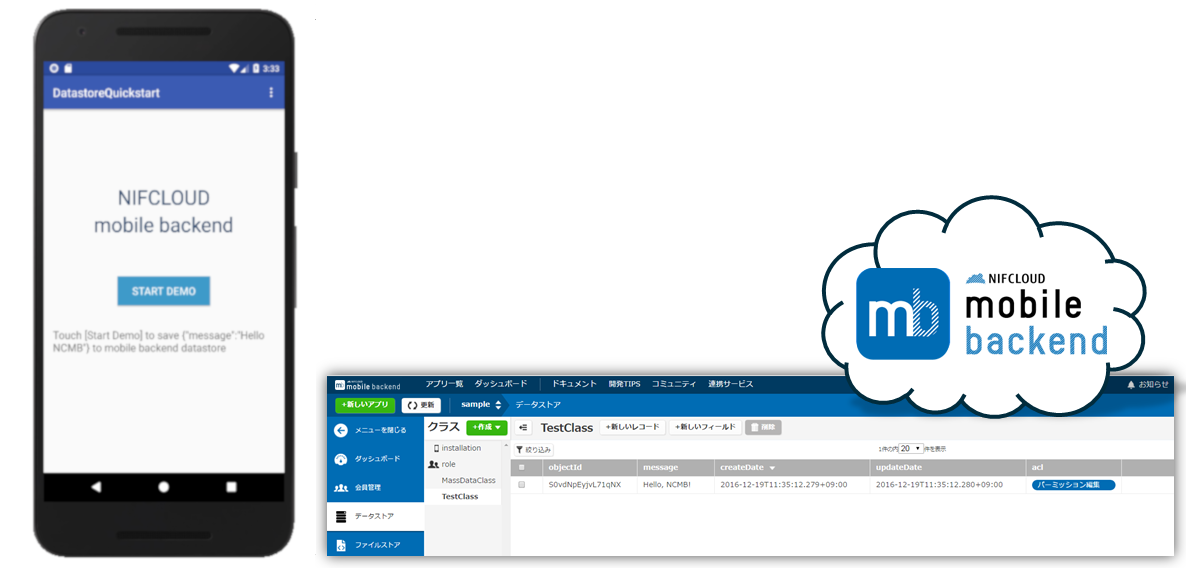 3:33
DatastoreQuickstart
NIFCLOUD
mobile backend
START DEMO
Touch [Start Demo] to save {"message":"Hello
NCMB"} to mobile backend datastore
mb
NIFCLOUD
mobile
backend
mb mobile backend アプリ一覧 ダッシュボード ドキュメント 開発TIPS コミュニティ 連携サービス お知らせ
+新しいアプリ 更新 sample データストア
メニューを閉じる
ダッシュボード
会員管理
データストア
ファイルストア
クラス +作成
installation
role
MassDataClass
TestClass
TestClass +新しいレコード +新しいフィールド 削除
絞り込み 1件の内 20 件を表示
objectId message createDate updateDate acl
S0vdNpEyjvL71qNX Hello, NCMB! 2016-12-19T11:35:12.279+09:00 2016-12-19T11:35:12.280+09:00 パーミッション編集